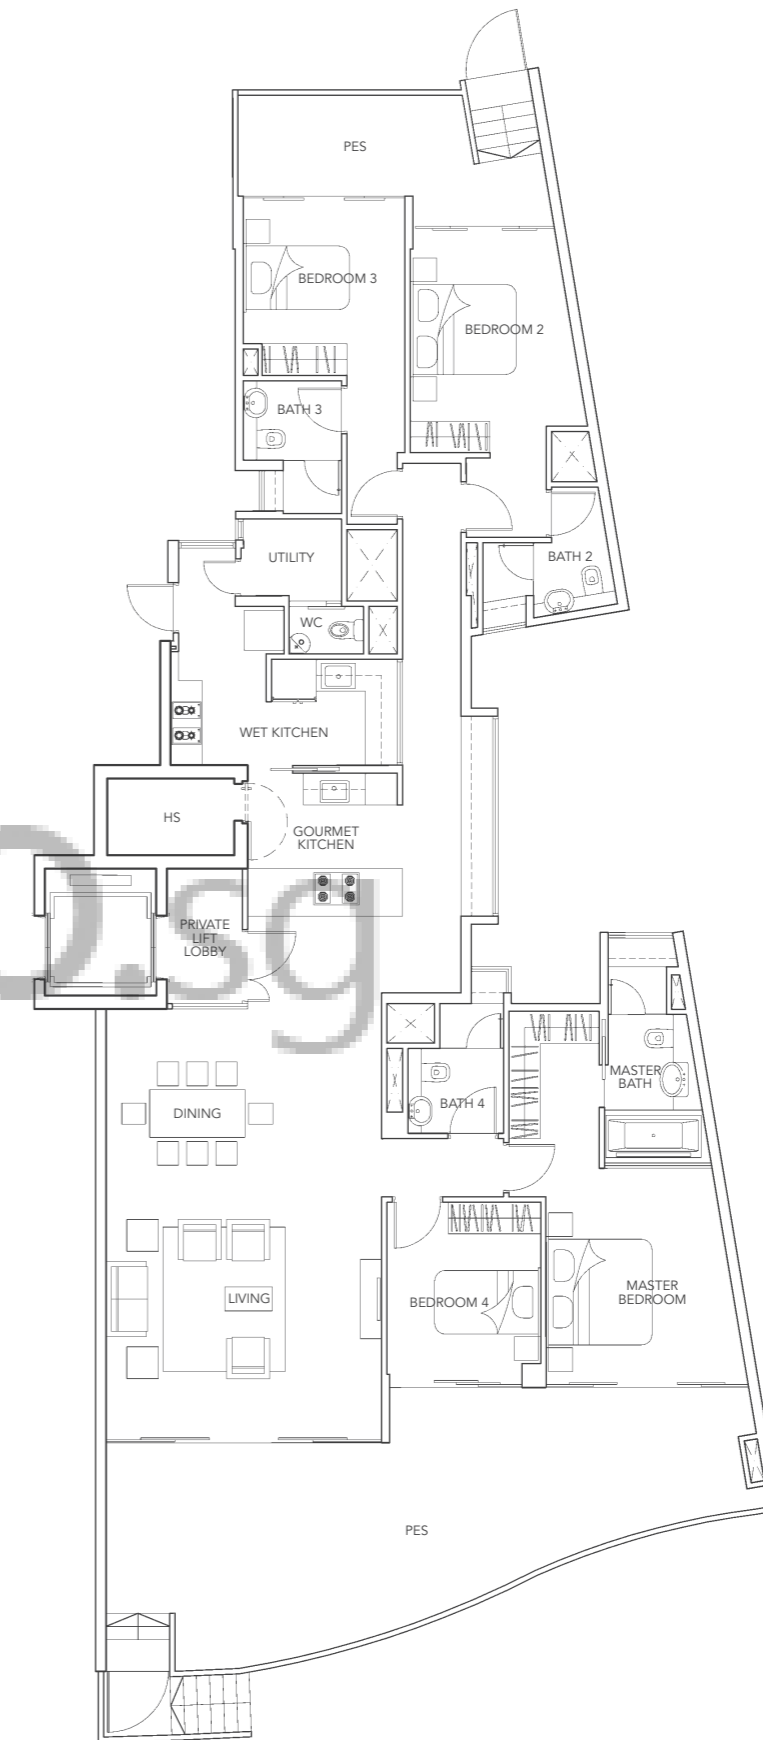 PES
BEDROOM 3
BEDROOM 2
BATH 3
UTILITY
BATH 2
WC
WET KITCHEN
HS
GOURMET
KITCHEN
PRIVATE
LIFT
LOBBY
D.sg
MASTER
BATH
BATH 4
DINING
LIVING
BEDROOM 4
MASTER
BEDROOM
PES